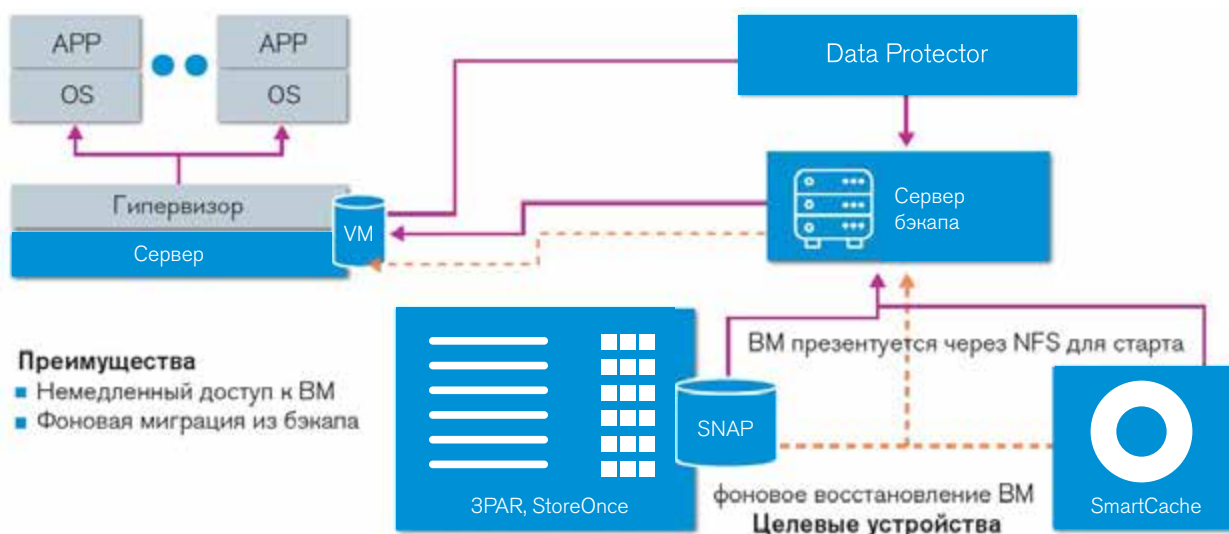 APP
APP
OS
OS
Data Protector
Гипервизор
Сервер
VM
Сервер
бэкапа
Преимущества
Немедленный доступ к ВМ
Фоновая миграция из бэкапа
ВМ презентуется через NFS для старта
SNAP
3PAR, StoreOnce
фоновое восстановление ВМ
Целевые устройства
SmartCache